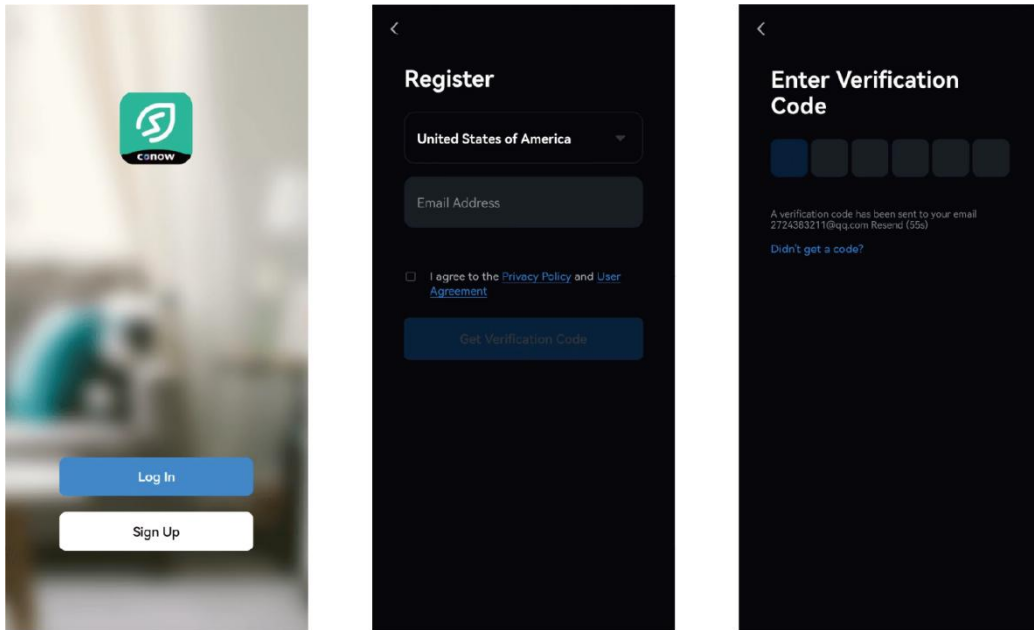 conow
Log In
Sign Up
Register
United States of America
Email Address
I agree to the Privacy Policy and User
Agreement
Get Verification Code
Enter Verification
Code
A verification code has been sent to your email
2724383211@qq.com Resend (55s)
Didn't get a code?